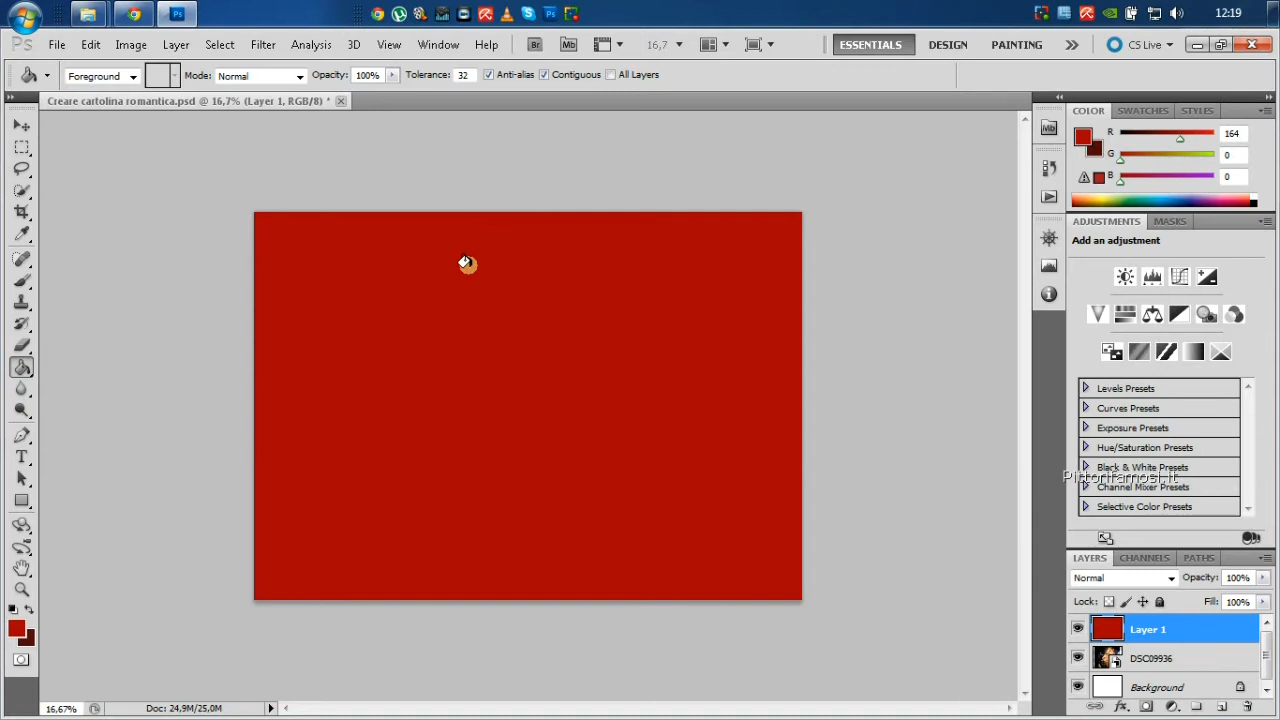 12:19
Ps File Edit Image Layer Select Filter Analysis 3D View Window Help Br Mb 16,7 ESSENTIALS DESIGN PAINTING CS Live
Foreground Mode: Normal Opacity: 100% Tolerance: 32 Anti-alias Contiguous All Layers
Creare cartolina romantica.psd @ 16,7% (Layer 1, RGB/8) *
COLOR SWATCHES STYLES
Mb
R 164
G 0
B 0
ADJUSTMENTS MASKS
Add an adjustment
Levels Presets
Curves Presets
Exposure Presets
Hue/Saturation Presets
Black & White Presets
Pittorifamosi.it
Channel Mixer Presets
Selective Color Presets
LAYERS CHANNELS PATHS
Normal Opacity: 100%
Lock: Fill: 100%
Layer 1
DSC09936
Background
16,67% Doc: 24,9M/25,0M